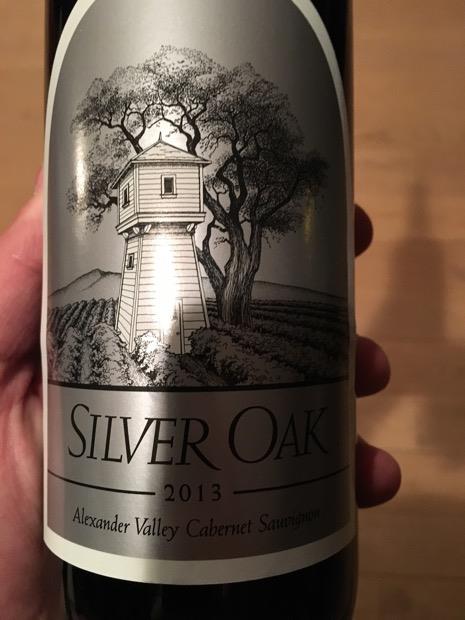 SILVER OAK
2013
Alexander Valley Cabernet Sauvignon